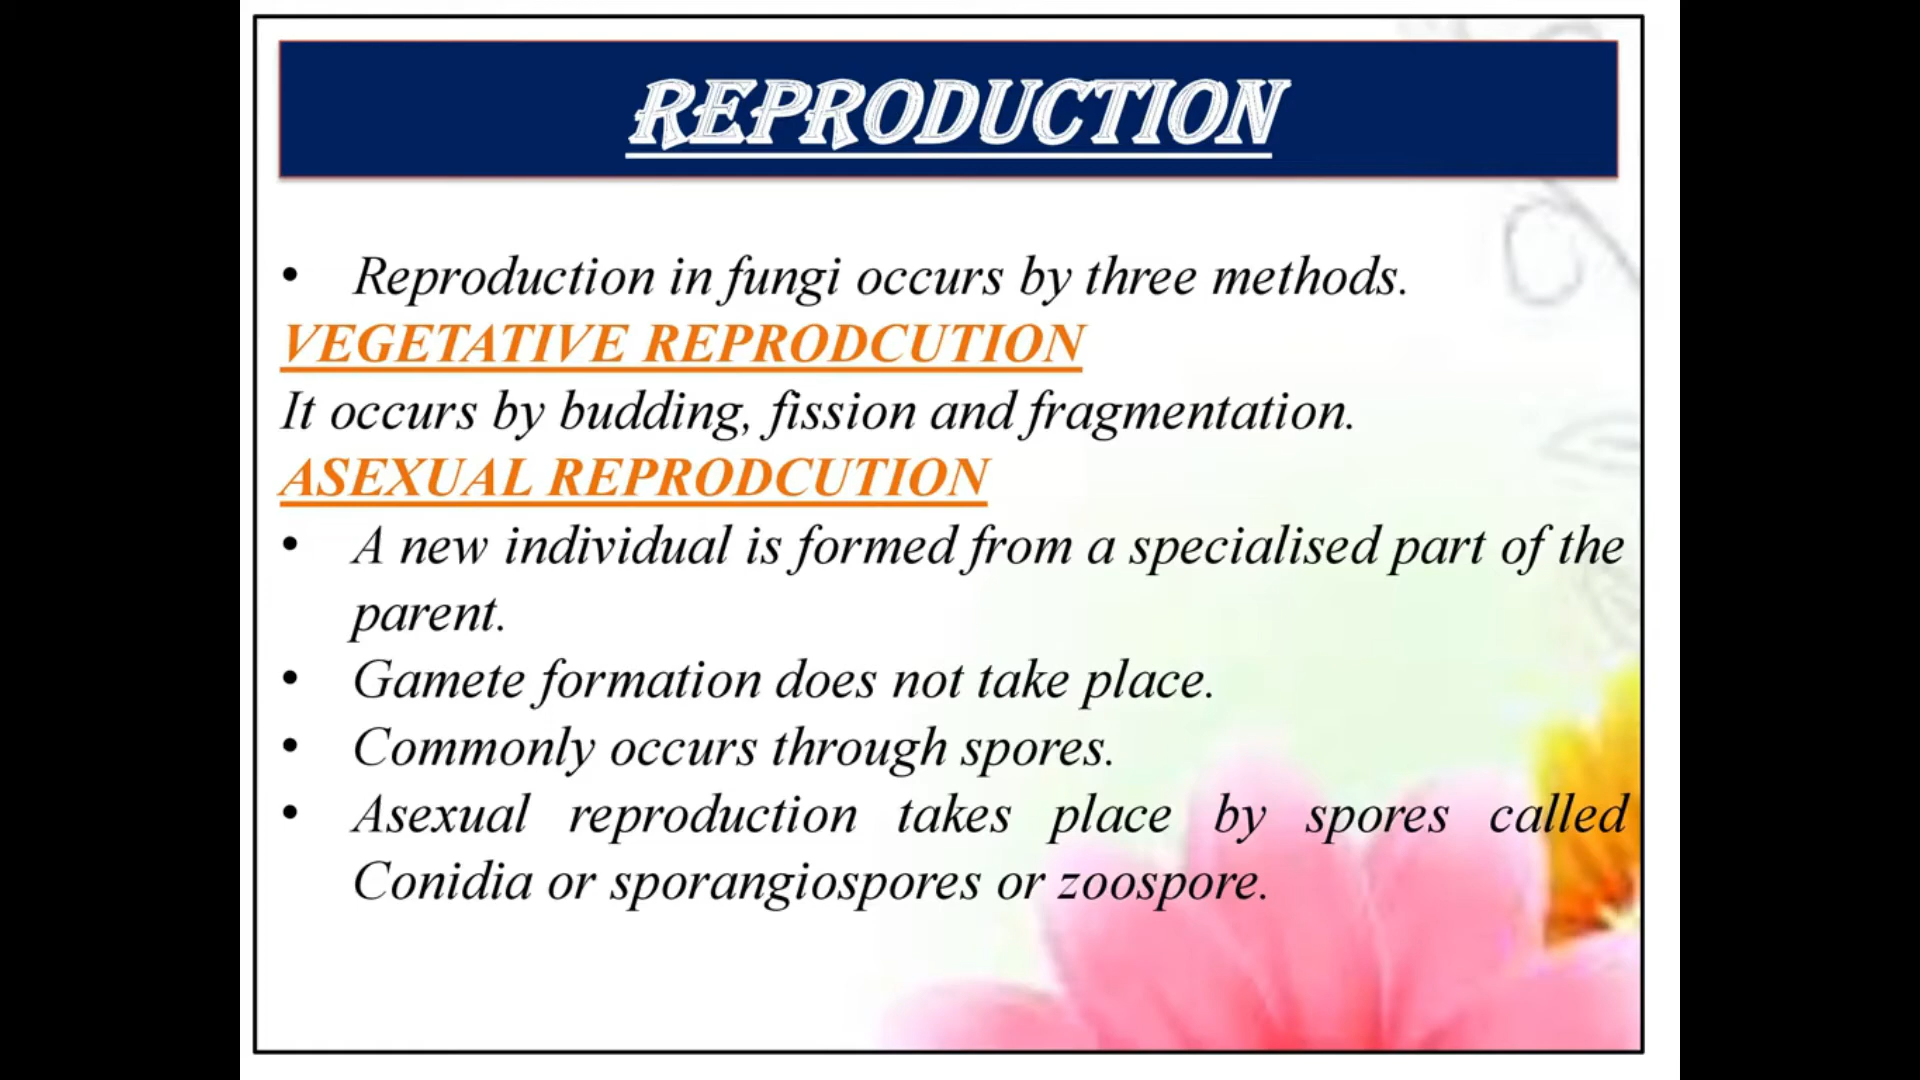 REPRODUCTION
• Reproduction in fungi occurs by three methods.
VEGETATIVE REPRODCUTION
It occurs by budding, fission and fragmentation.
ASEXUAL REPRODCUTION
• A new individual is formed from a specialised part of the
parent.
• Gamete formation does not take place.
• Commonly occurs through spores.
• Asexual reproduction takes place by spores called
Conidia or sporangiospores or zoospore.